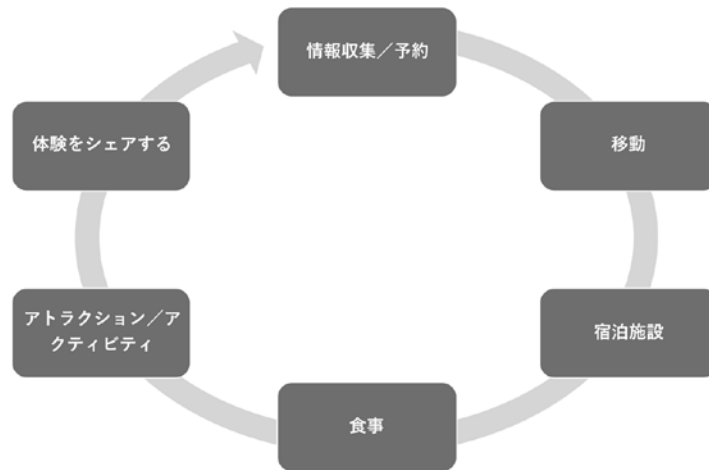 情報収集／予約
移動
宿泊施設
食事
アトラクション／ア
クティビティ
体験をシェアする